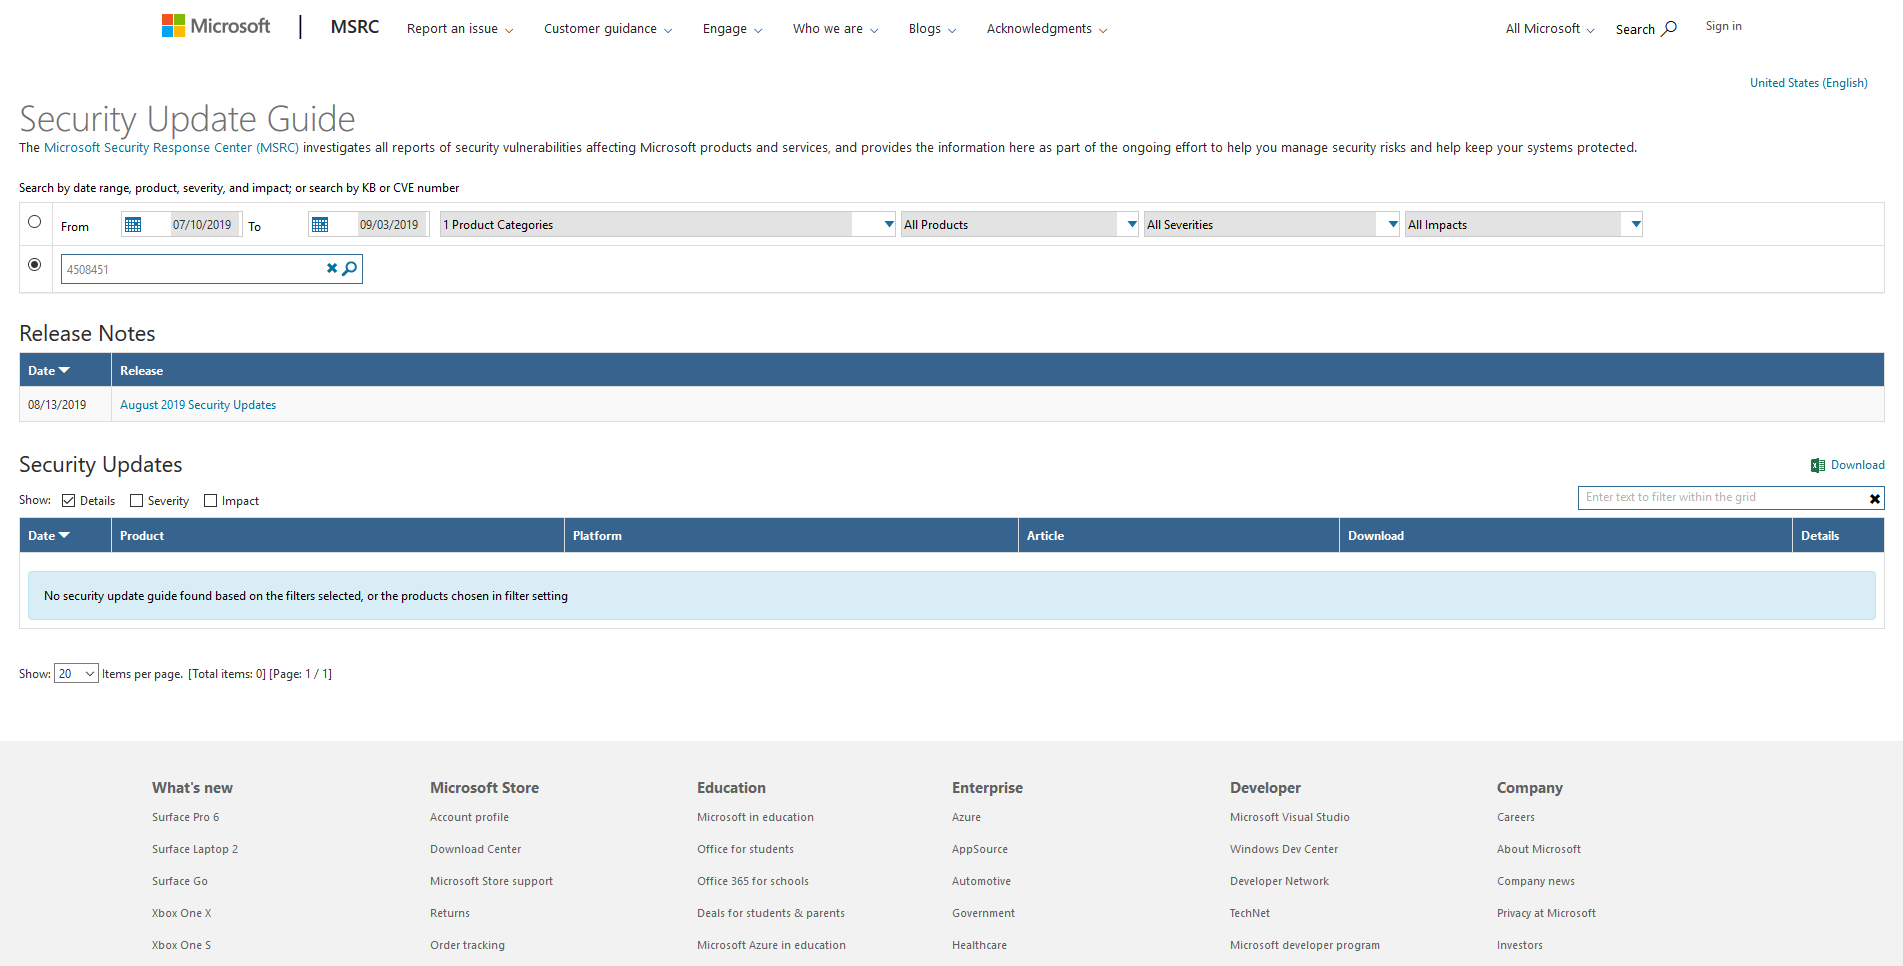 Microsoft | MSRC Report an issue Customer guidance Engage Who we are Blogs Acknowledgments All Microsoft Search Sign in
United States (English)
Security Update Guide
The Microsoft Security Response Center (MSRC) investigates all reports of security vulnerabilities affecting Microsoft products and services, and provides the information here as part of the ongoing effort to help you manage security risks and help keep your systems protected.
Search by date range, product, severity, and impact; or search by KB or CVE number
From 07/10/2019 To 09/03/2019 1 Product Categories All Products All Severities All Impacts
4508451
Release Notes
Date Release
08/13/2019 August 2019 Security Updates
Security Updates Download
Show: Details Severity Impact Enter text to filter within the grid
Date Product Platform Article Download Details
No security update guide found based on the filters selected, or the products chosen in filter setting
Show: 20 Items per page. [Total items: 0] [Page: 1 / 1]
What's new Microsoft Store Education Enterprise Developer Company
Surface Pro 6 Account profile Microsoft in education Azure Microsoft Visual Studio Careers
Surface Laptop 2 Download Center Office for students AppSource Windows Dev Center About Microsoft
Surface Go Microsoft Store support Office 365 for schools Automotive Developer Network Company news
Xbox One X Returns Deals for students & parents Government TechNet Privacy at Microsoft
Xbox One S Order tracking Microsoft Azure in education Healthcare Microsoft developer program Investors